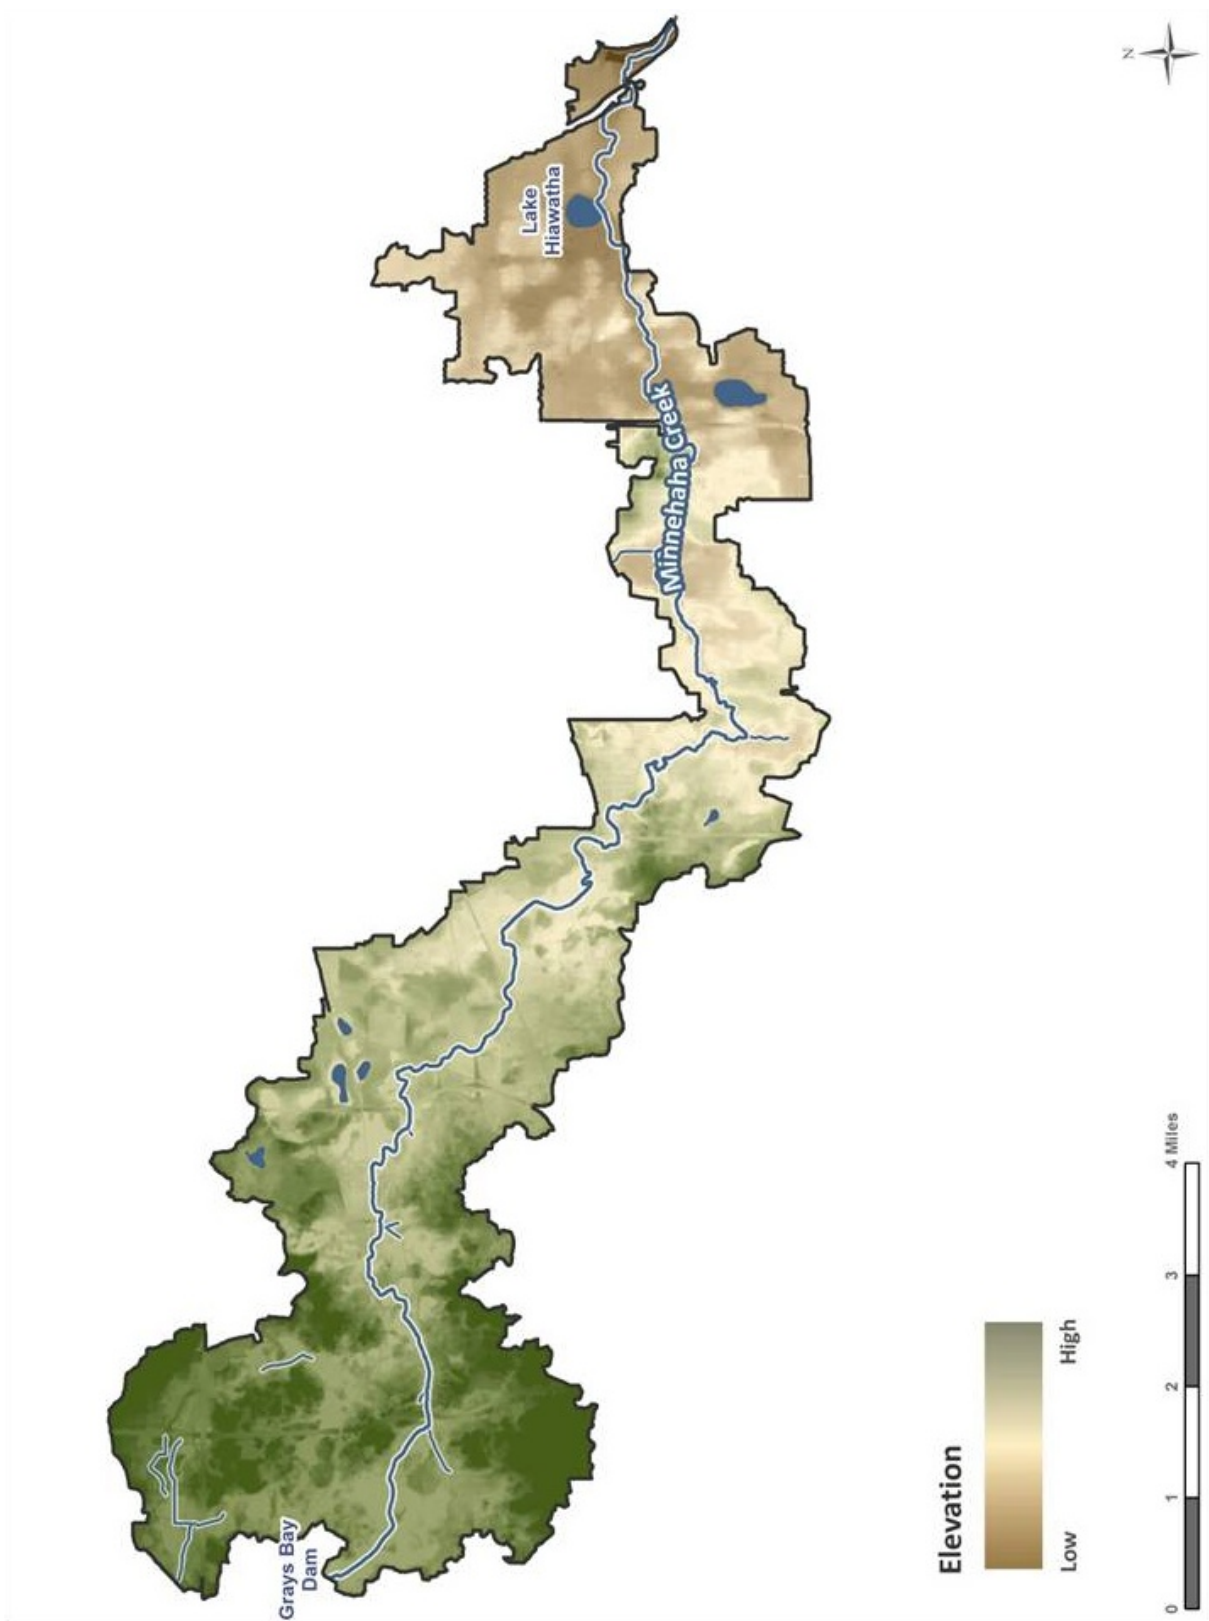 Grays Bay
Dam
Minnehaha Creek
Lake
Hiawatha
N
Elevation
Low
High
0
1
2
3
4 Miles